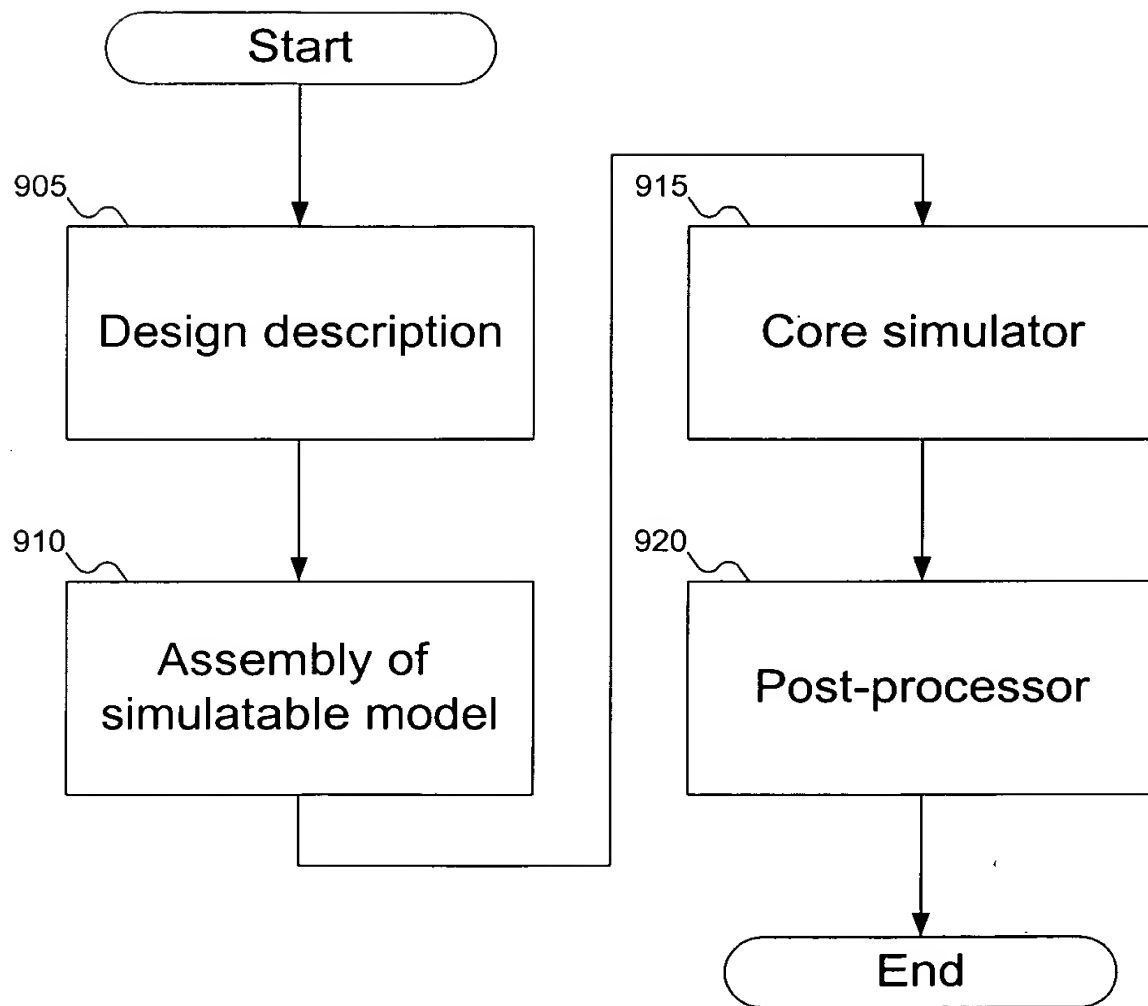 Start
905
Design description
910
Assembly of
simulatable model
915
Core simulator
920
Post-processor
End